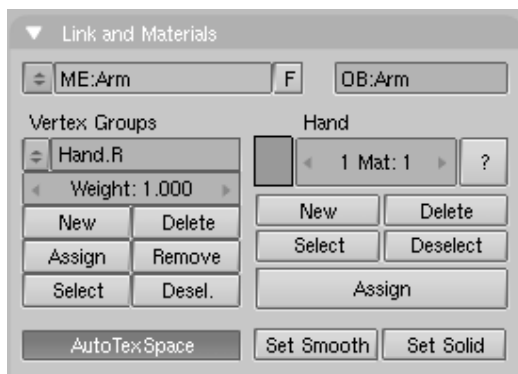 Link and Materials
ME:Arm F OB:Arm
Vertex Groups Hand
Hand.R
1 Mat: 1 ?
Weight: 1.000
New Delete
New Delete
Assign Remove
Select Deselect
Select Desel.
Assign
AutoTexSpace Set Smooth Set Solid